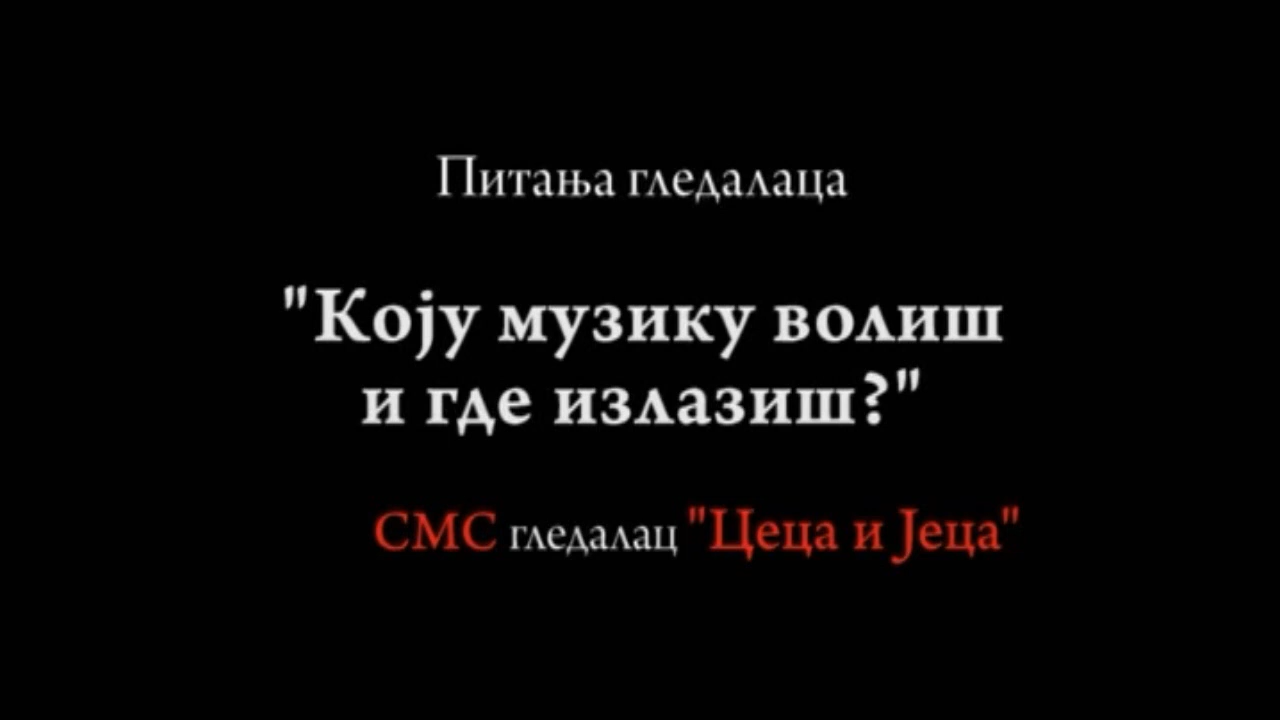 Питања гледалаца
"Коју музику волиш
и где излазиш?"
СМС гледалац "Цеца и Јеца"